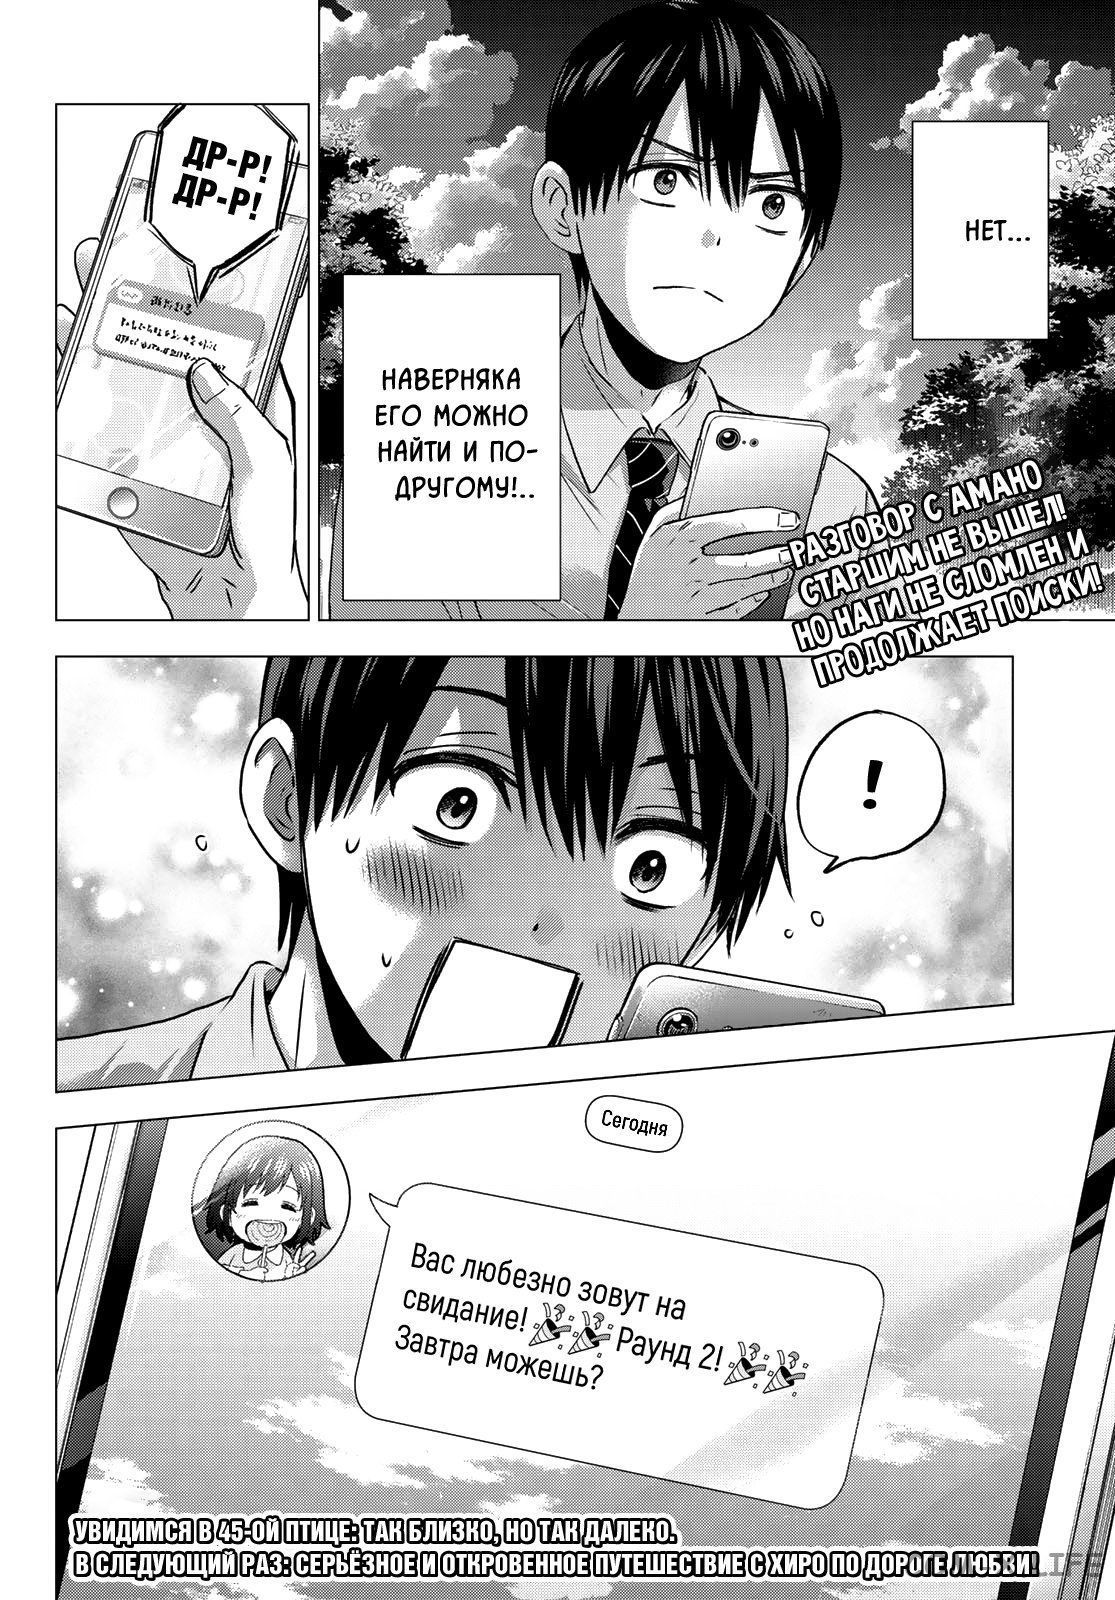 НЕТ...
НАВЕРНЯКА
ЕГО МОЖНО
НАЙТИ И ПО-
ДРУГОМУ!..
ДР-Р!
ДР-Р!
РАЗГОВОР С АМАНО
СТАРШИМ НЕ ВЫШЕЛ!
НО НАГИ НЕ СЛОМЛЕН И
ПРОДОЛЖАЕТ ПОИСКИ!
!
Сегодня
Вас любезно зовут на
свидание! 🎉🎉 Раунд 2! 🎉🎉
Завтра можешь?
УВИДИМСЯ В 45-ОЙ ПТИЦЕ: ТАК БЛИЗКО, НО ТАК ДАЛЕКО.
В СЛЕДУЮЩИЙ РАЗ: СЕРЬЁЗНОЕ И ОТКРОВЕННОЕ ПУТЕШЕСТВИЕ С ХИРО ПО ДОРОГЕ ЛЮБВИ!